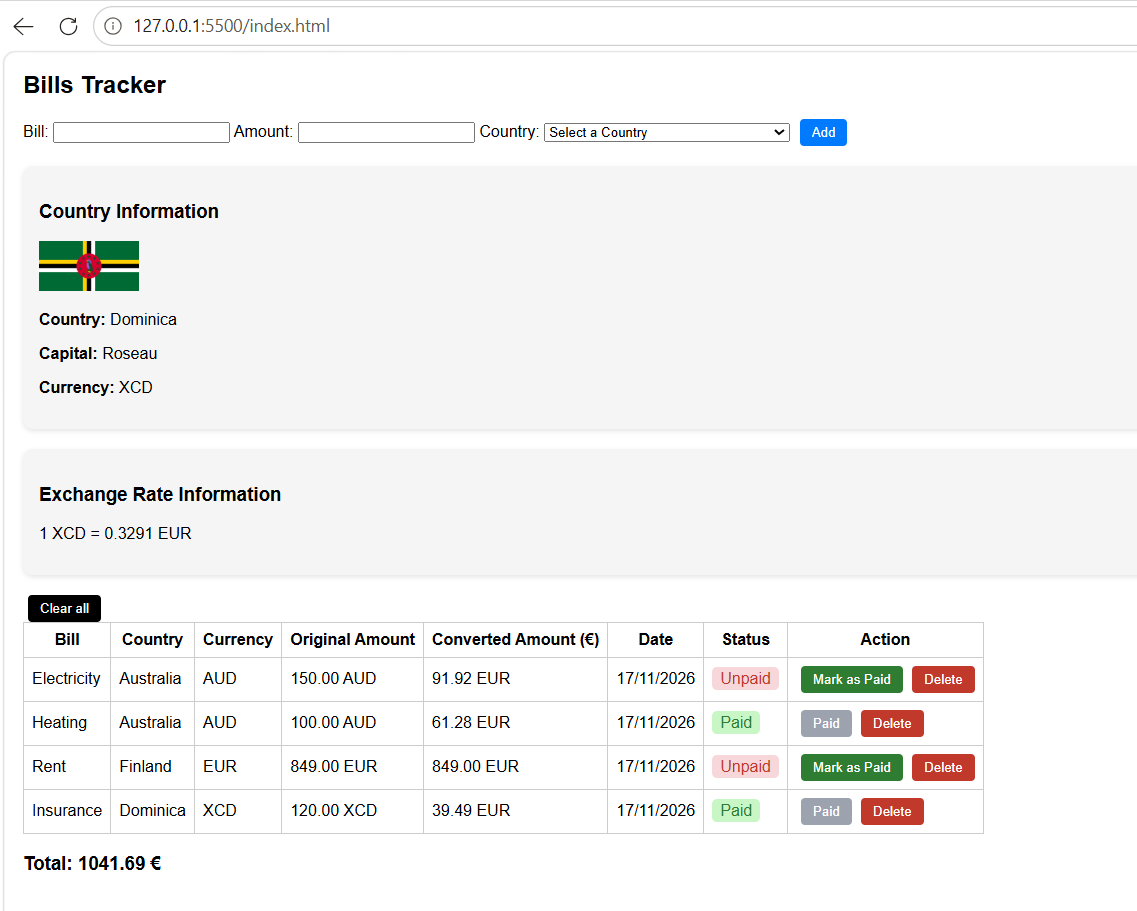 127.0.0.1:5500/index.html
Bills Tracker
Bill: Amount: Country: Select a Country Add
Country Information
Country: Dominica
Capital: Roseau
Currency: XCD
Exchange Rate Information
1 XCD = 0.3291 EUR
Clear all
Bill Country Currency Original Amount Converted Amount (€) Date Status Action
Electricity Australia AUD 150.00 AUD 91.92 EUR 17/11/2026 Unpaid Mark as Paid Delete
Heating Australia AUD 100.00 AUD 61.28 EUR 17/11/2026 Paid Paid Delete
Rent Finland EUR 849.00 EUR 849.00 EUR 17/11/2026 Unpaid Mark as Paid Delete
Insurance Dominica XCD 120.00 XCD 39.49 EUR 17/11/2026 Paid Paid Delete
Total: 1041.69 €